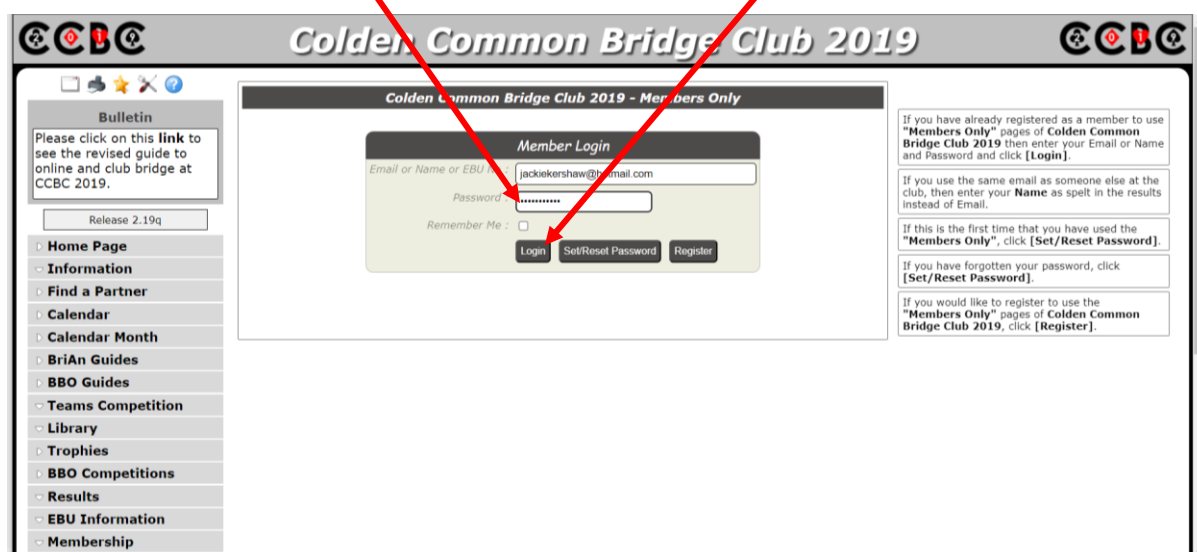 CCBC
Colden Common Bridge Club 2019
CCBC
Bulletin
Please click on this link to
see the revised guide to
online and club bridge at
CCBC 2019.
Release 2.19q
Home Page
Information
Find a Partner
Calendar
Calendar Month
BriAn Guides
BBO Guides
Teams Competition
Library
Trophies
BBO Competitions
Results
EBU Information
Membership
Colden Common Bridge Club 2019 - Members Only
Member Login
Email or Name or EBU No :
jackiekershaw@hotmail.com
Password :
Remember Me :
Login Set/Reset Password Register
If you have already registered as a member to use
"Members Only" pages of Colden Common
Bridge Club 2019 then enter your Email or Name
and Password and click [Login].
If you use the same email as someone else at the
club, then enter your Name as spelt in the results
instead of Email.
If this is the first time that you have used the
"Members Only", click [Set/Reset Password].
If you have forgotten your password, click
[Set/Reset Password].
If you would like to register to use the
"Members Only" pages of Colden Common
Bridge Club 2019, click [Register].